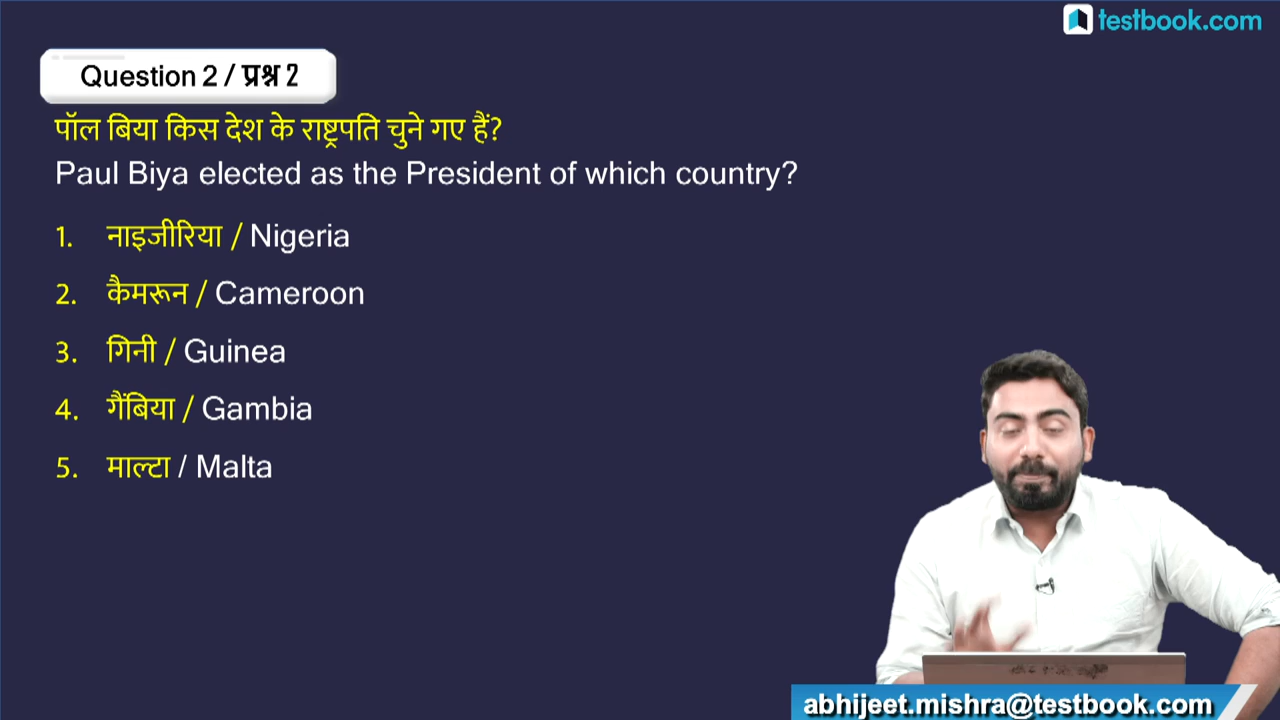 testbook.com
Question 2 / प्रश्न 2
पॉल बिया किस देश के राष्ट्रपति चुने गए हैं?
Paul Biya elected as the President of which country?
1. नाइजीरिया / Nigeria
2. कैमरून / Cameroon
3. गिनी / Guinea
4. गैंबिया / Gambia
5. माल्टा / Malta
abhijeet.mishra@testbook.com